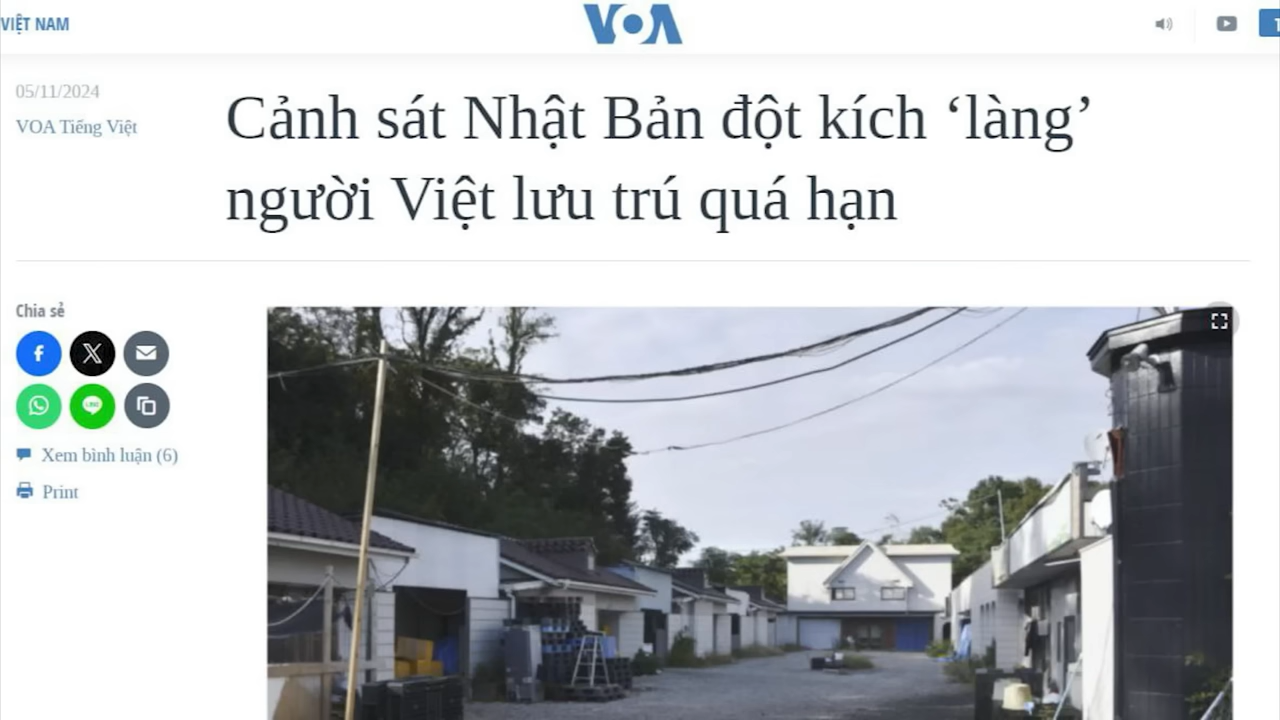 VIỆT NAM
VOA
05/11/2024
VOA Tiếng Việt
Cảnh sát Nhật Bản đột kích ‘làng’
người Việt lưu trú quá hạn
Chia sẻ
LINE
Xem bình luận (6)
Print